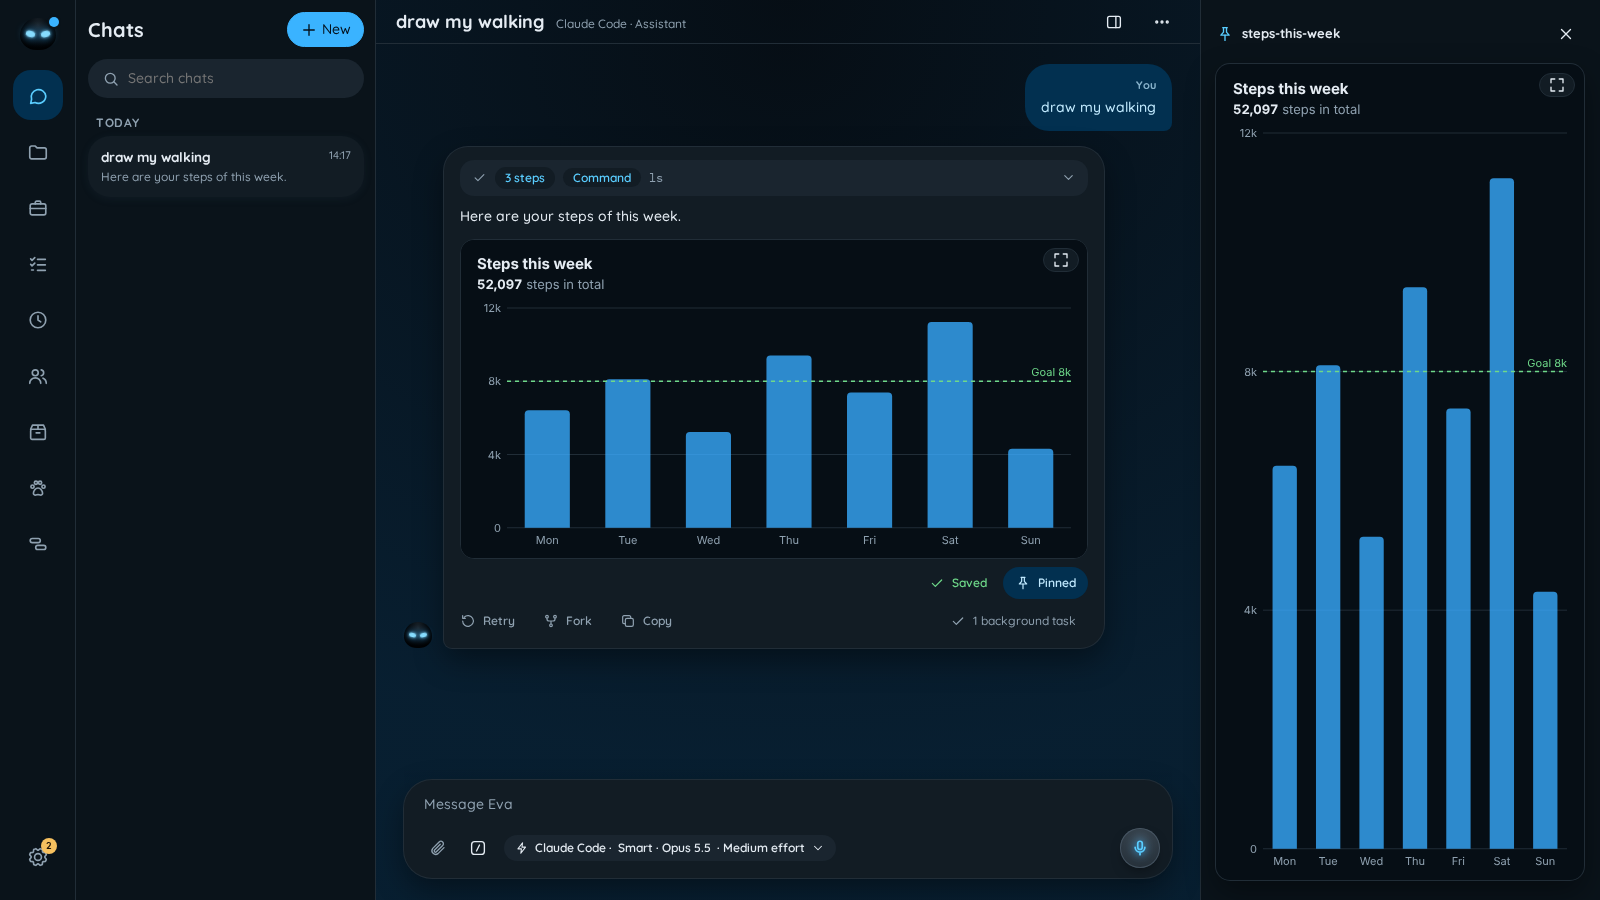 Chats
New
Search chats
TODAY
draw my walking
14:17
Here are your steps of this week.
2
draw my walking
Claude Code · Assistant
You
draw my walking
3 steps
Command
1s
Here are your steps of this week.
Steps this week
52,097 steps in total
12k
Goal 8k
8k
4k
0
Mon Tue Wed Thu Fri Sat Sun
Saved
Pinned
Retry
Fork
Copy
1 background task
Message Eva
Claude Code · Smart · Opus 5.5 · Medium effort
steps-this-week
Steps this week
52,097 steps in total
12k
Goal 8k
8k
4k
0
Mon Tue Wed Thu Fri Sat Sun